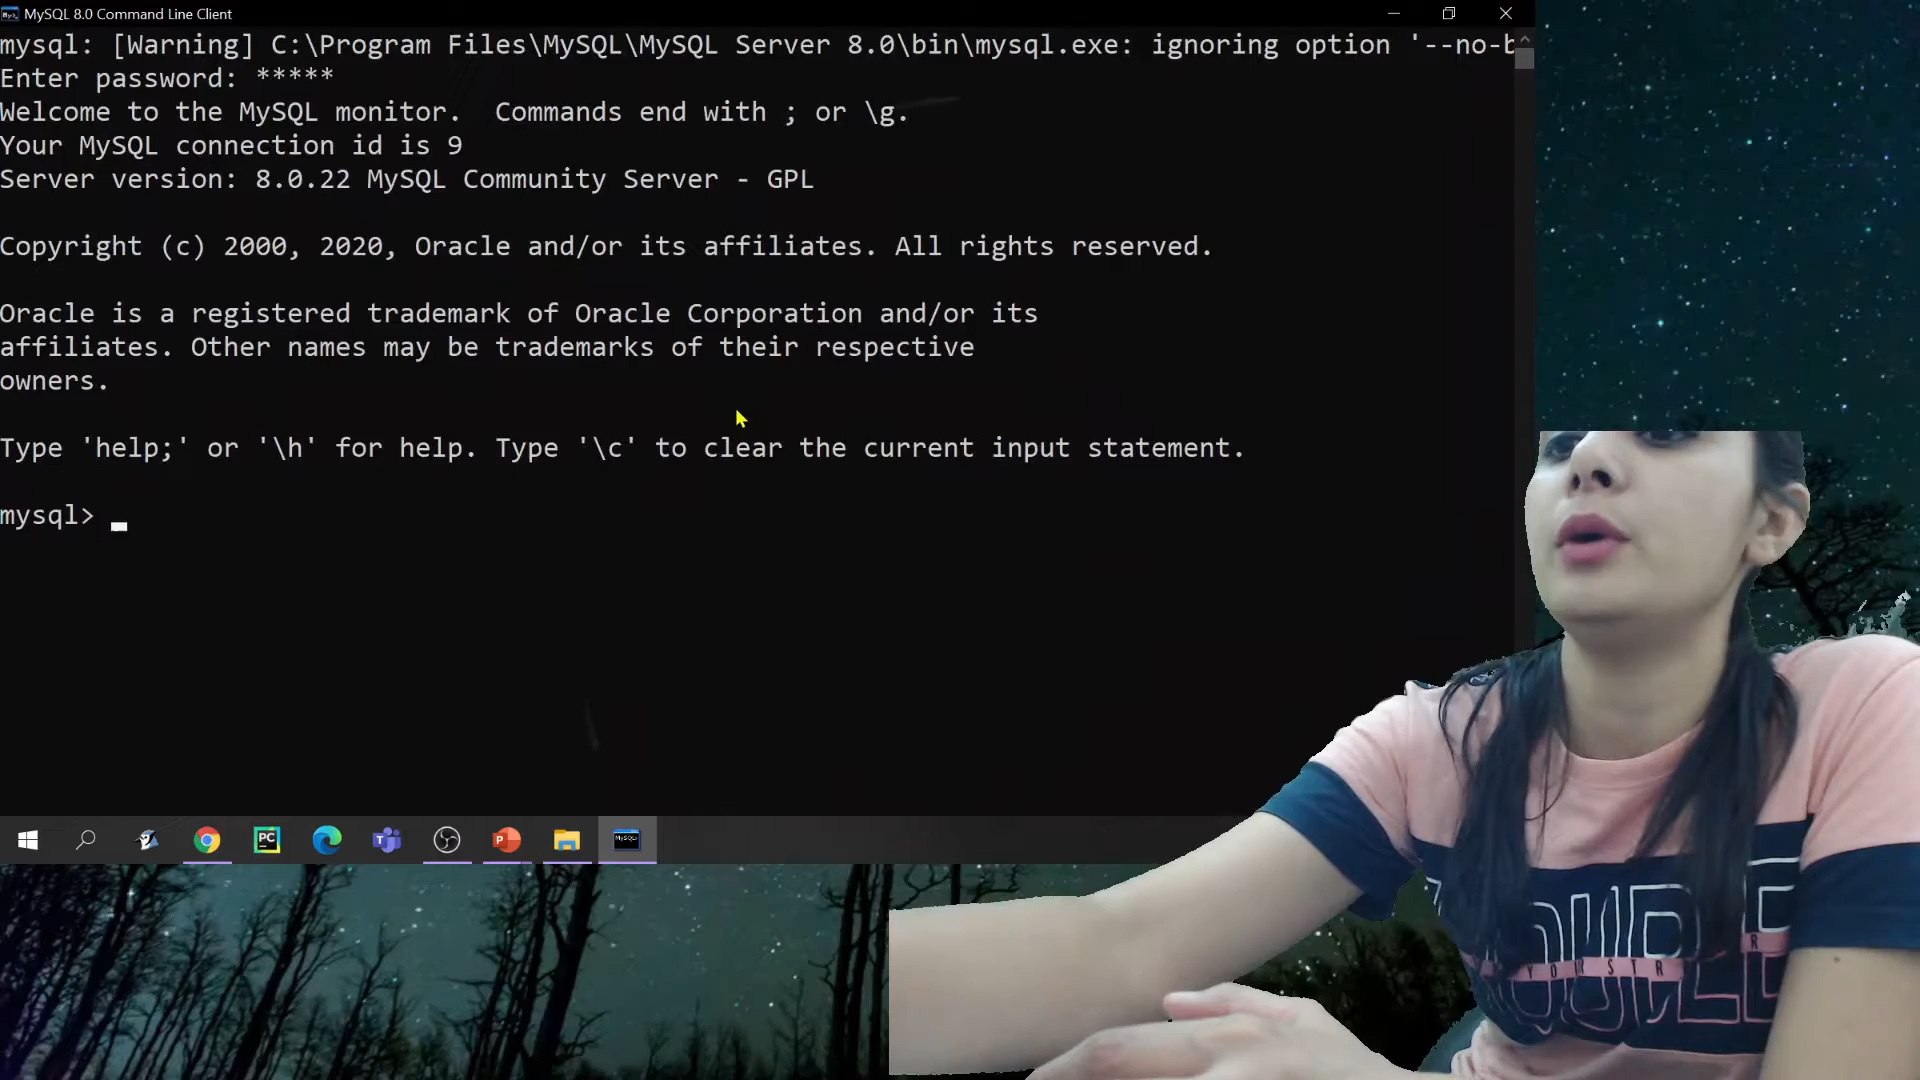 MySQL 8.0 Command Line Client
mysql: [Warning] C:\Program Files\MySQL\MySQL Server 8.0\bin\mysql.exe: ignoring option '--no-b
Enter password: *****
Welcome to the MySQL monitor.  Commands end with ; or \g.
Your MySQL connection id is 9
Server version: 8.0.22 MySQL Community Server - GPL
Copyright (c) 2000, 2020, Oracle and/or its affiliates. All rights reserved.
Oracle is a registered trademark of Oracle Corporation and/or its
affiliates. Other names may be trademarks of their respective
owners.
Type 'help;' or '\h' for help. Type '\c' to clear the current input statement.
mysql>
PC
T
P
MySQL